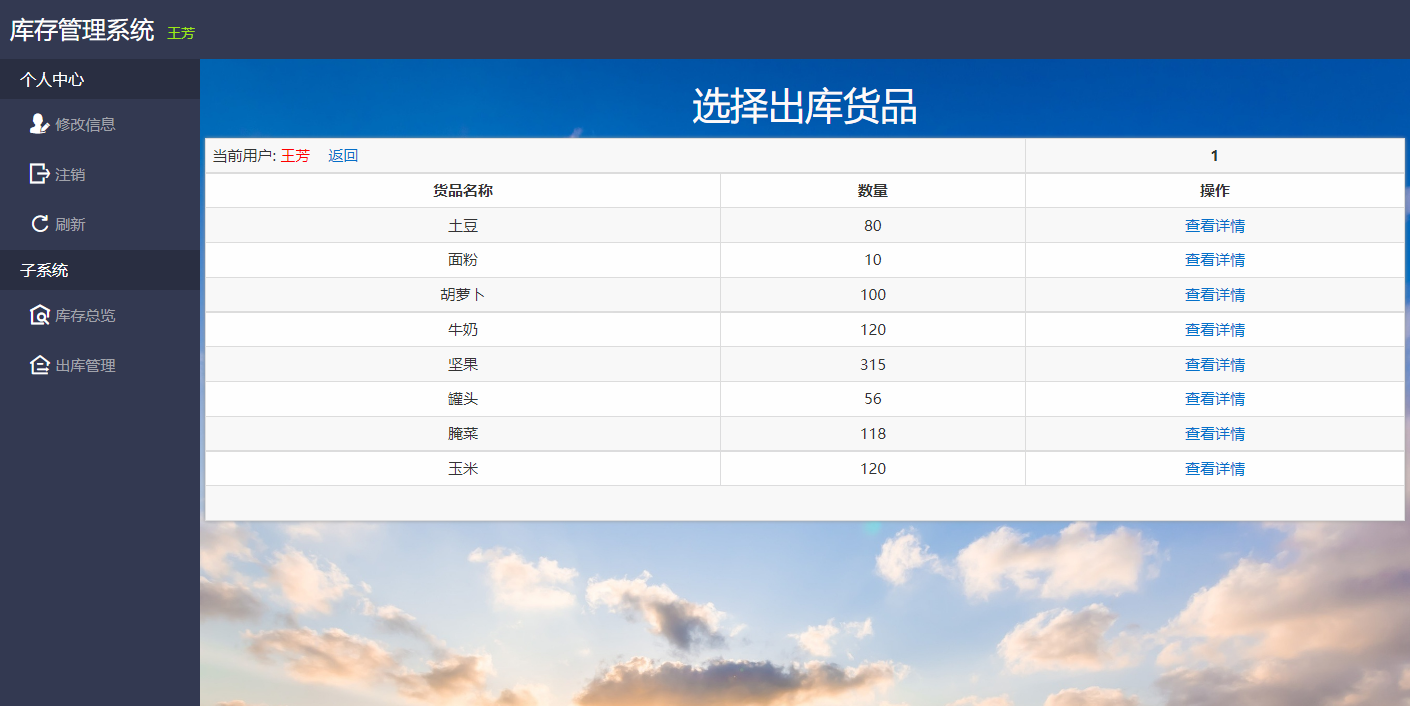 库存管理系统 王芳
个人中心
修改信息
注销
刷新
子系统
库存总览
出库管理
选择出库货品
当前用户: 王芳 返回 1
货品名称 数量 操作
土豆 80 查看详情
面粉 10 查看详情
胡萝卜 100 查看详情
牛奶 120 查看详情
坚果 315 查看详情
罐头 56 查看详情
腌菜 118 查看详情
玉米 120 查看详情